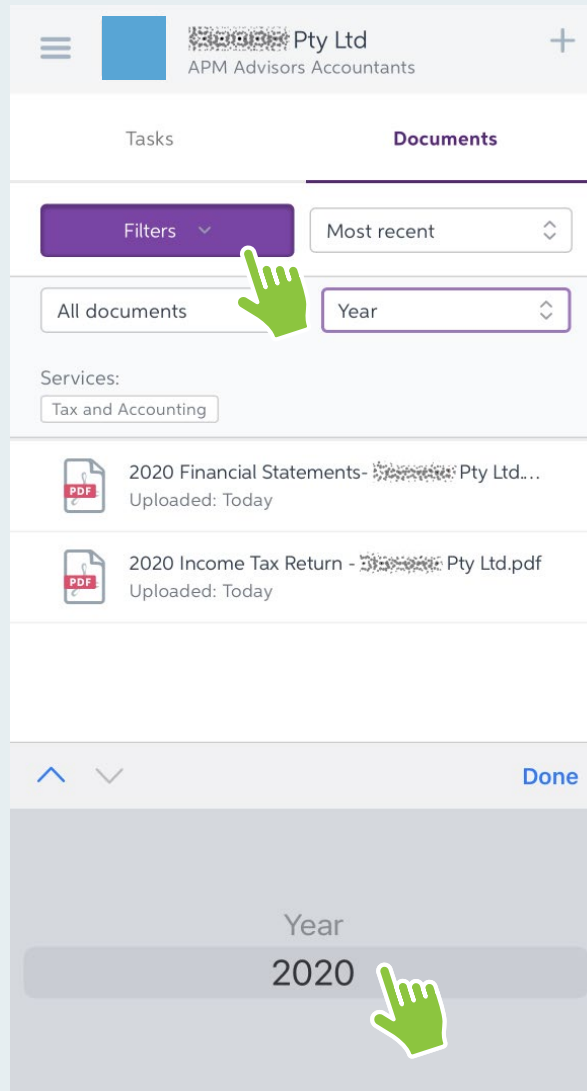 Pty Ltd
APM Advisors Accountants
Tasks
Documents
Filters
Most recent
All documents
Year
Services:
Tax and Accounting
PDF
2020 Financial Statements- Pty Ltd....
Uploaded: Today
PDF
2020 Income Tax Return - Pty Ltd.pdf
Uploaded: Today
Done
Year
2020